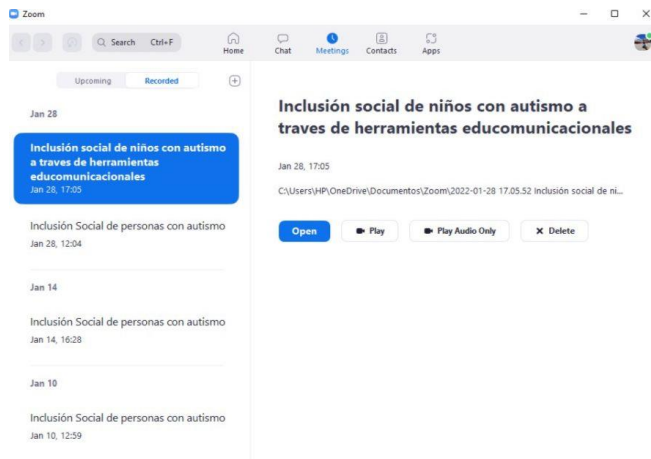 Zoom
Search Ctrl+F
Home
Chat
Meetings
Contacts
Apps
Upcoming
Recorded
Jan 28
Inclusión social de niños con autismo
a traves de herramientas
educomunicacionales
Jan 28, 17:05
Inclusión Social de personas con autismo
Jan 28, 12:04
Jan 14
Inclusión Social de personas con autismo
Jan 14, 16:28
Jan 10
Inclusión Social de personas con autismo
Jan 10, 12:59
Inclusión social de niños con autismo a
traves de herramientas educomunicacionales
Jan 28, 17:05
C:\Users\HP\OneDrive\Documentos\Zoom\2022-01-28 17.05.52 Inclusión social de ni...
Open
Play
Play Audio Only
Delete